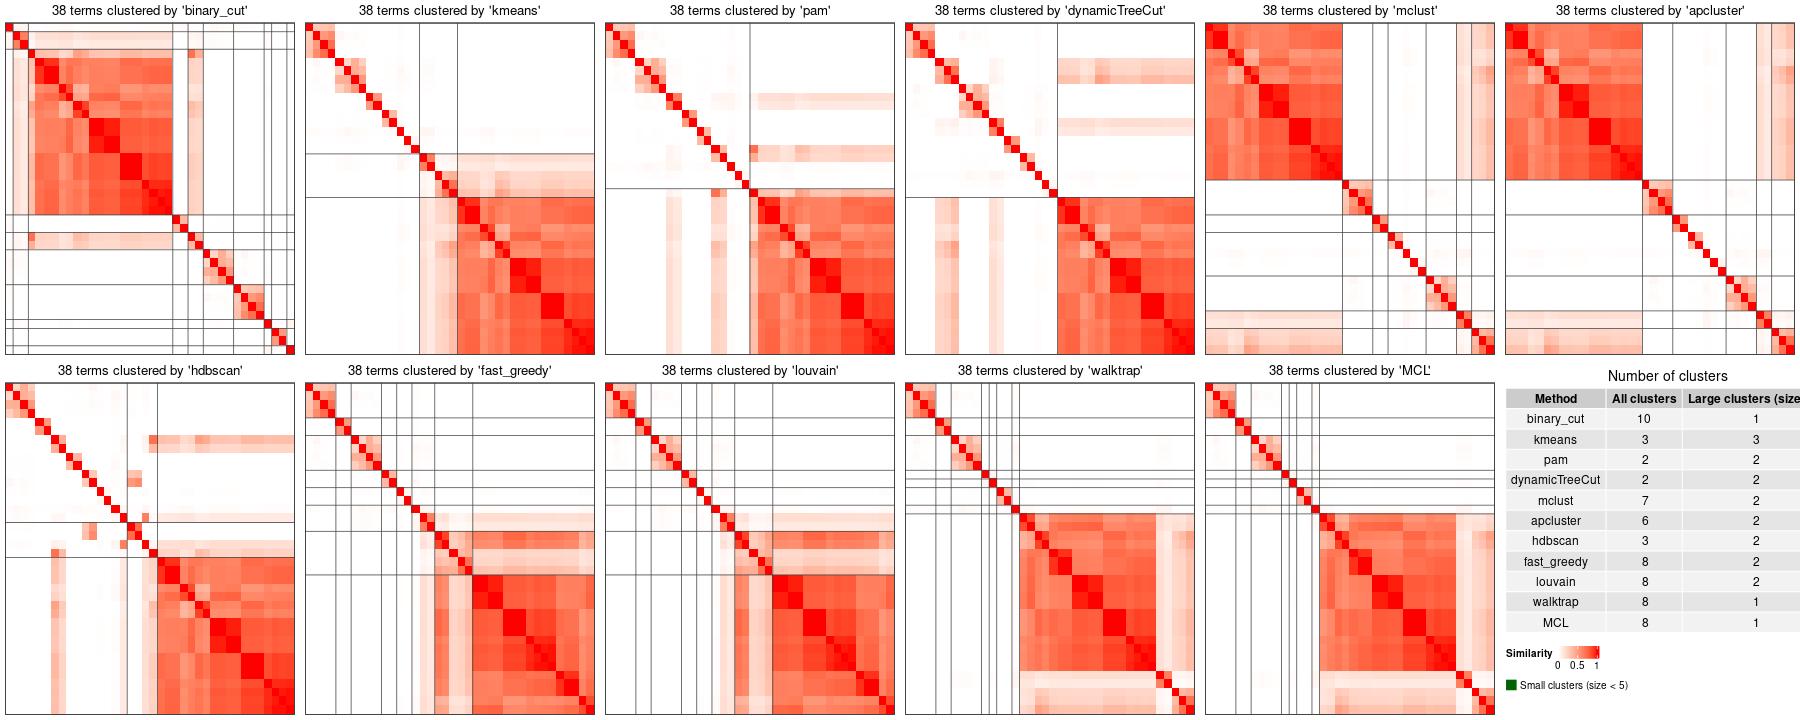 38 terms clustered by 'binary_cut'
38 terms clustered by 'kmeans'
38 terms clustered by 'pam'
38 terms clustered by 'dynamicTreeCut'
38 terms clustered by 'mclust'
38 terms clustered by 'apcluster'
38 terms clustered by 'hdbscan'
38 terms clustered by 'fast_greedy'
38 terms clustered by 'louvain'
38 terms clustered by 'walktrap'
38 terms clustered by 'MCL'
Number of clusters
Method All clusters Large clusters (size
binary_cut 10 1
kmeans 3 3
pam 2 2
dynamicTreeCut 2 2
mclust 7 2
apcluster 6 2
hdbscan 3 2
fast_greedy 8 2
louvain 8 2
walktrap 8 1
MCL 8 1
Similarity
0 0.5 1
Small clusters (size < 5)